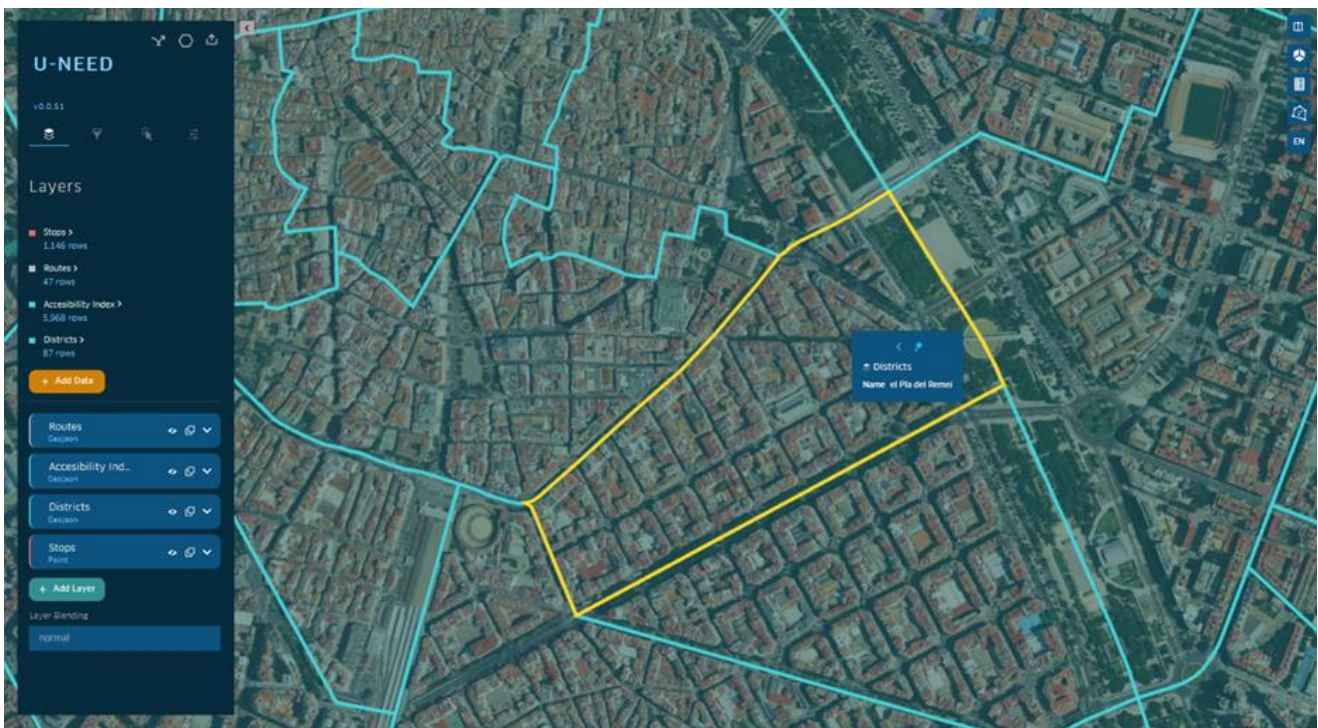 U-NEED
v0.0.51
Layers
Stops >
1,146 rows
Routes >
47 rows
Accesibility Index >
5,968 rows
Districts >
87 rows
+ Add Data
Routes
Geojson
Accesibility Ind...
Geojson
Districts
Geojson
Stops
Point
+ Add Layer
Layer Blending
normal
Districts
Name el Pla del Remei
EN